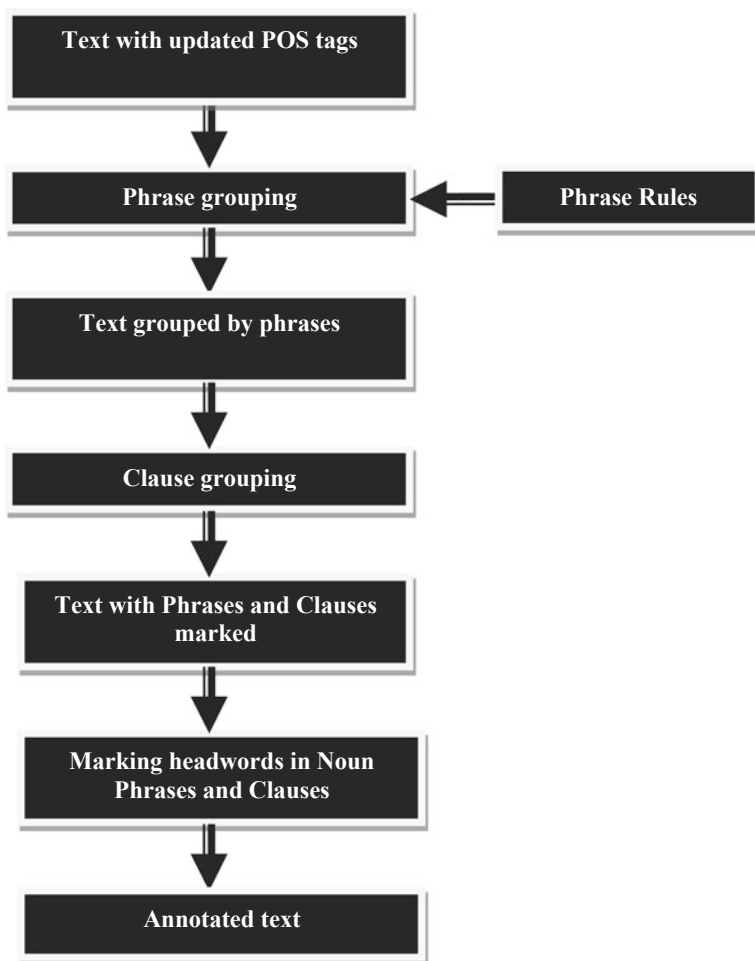 Text with updated POS tags
Phrase grouping
Phrase Rules
Text grouped by phrases
Clause grouping
Text with Phrases and Clauses
marked
Marking headwords in Noun
Phrases and Clauses
Annotated text